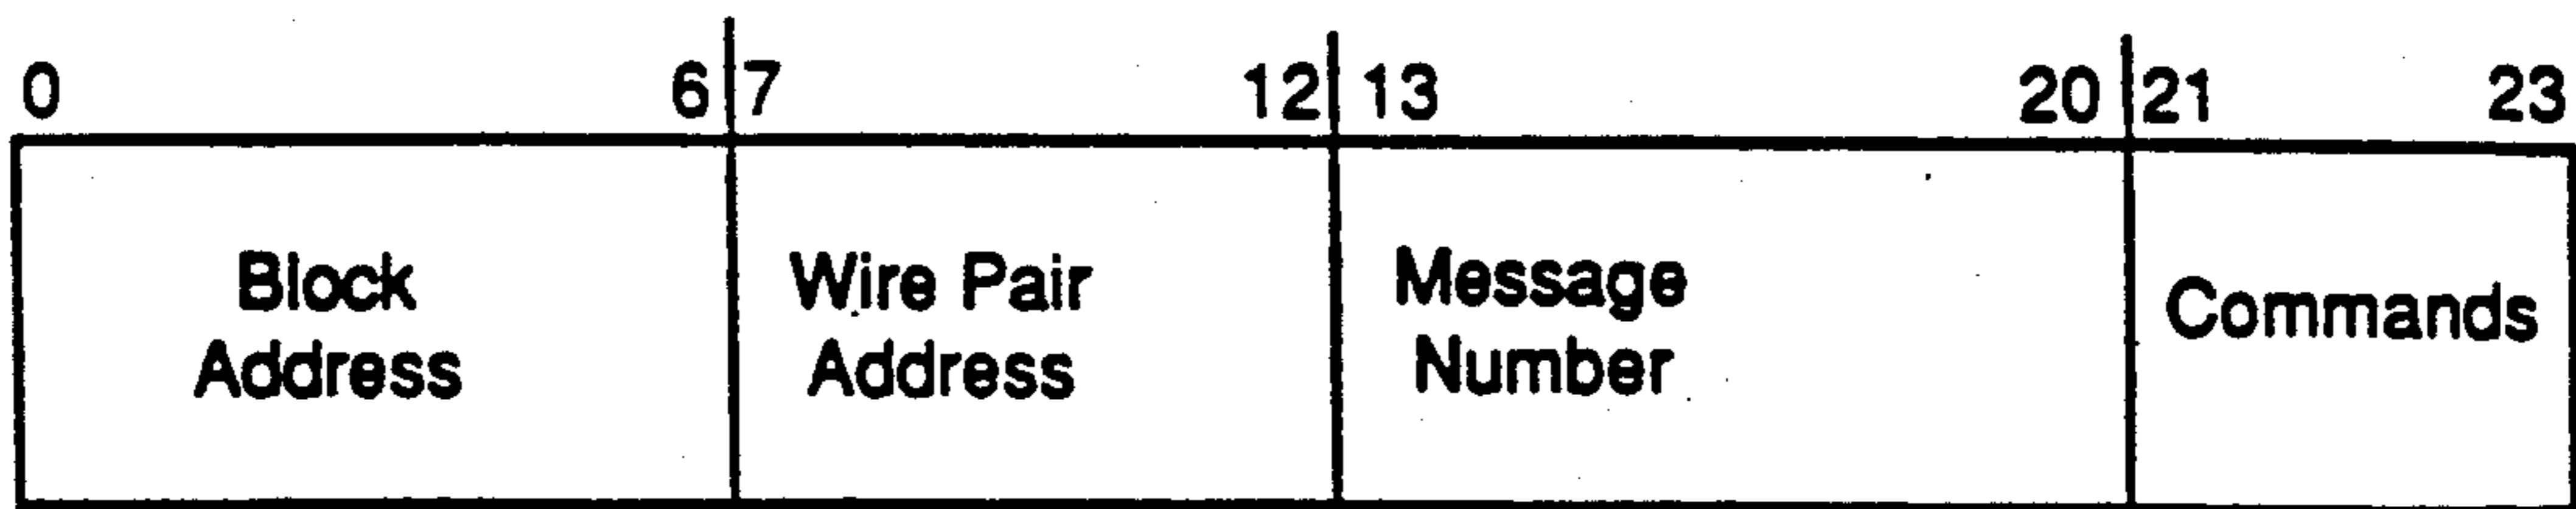 0 6 7 12 13 20 21 23
Block
Address
Wire Pair
Address
Message
Number
Commands